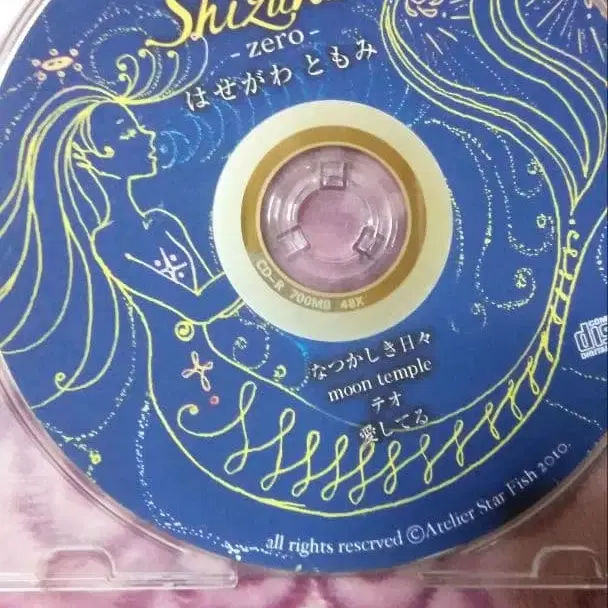 - zero -
はせがわ ともみ
CD-R 700MB 48X
なつかしき日々
moon temple
テオ
愛してる
all rights reserved ©Atelier Star Fish 2010.